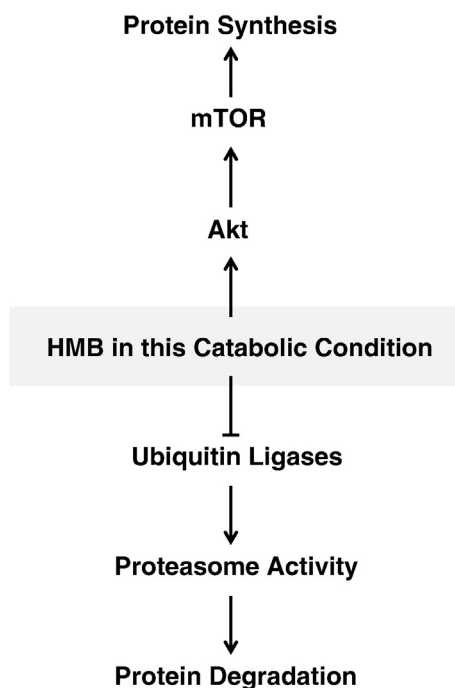 Protein Synthesis
mTOR
Akt
HMB in this Catabolic Condition
Ubiquitin Ligases
Proteasome Activity
Protein Degradation